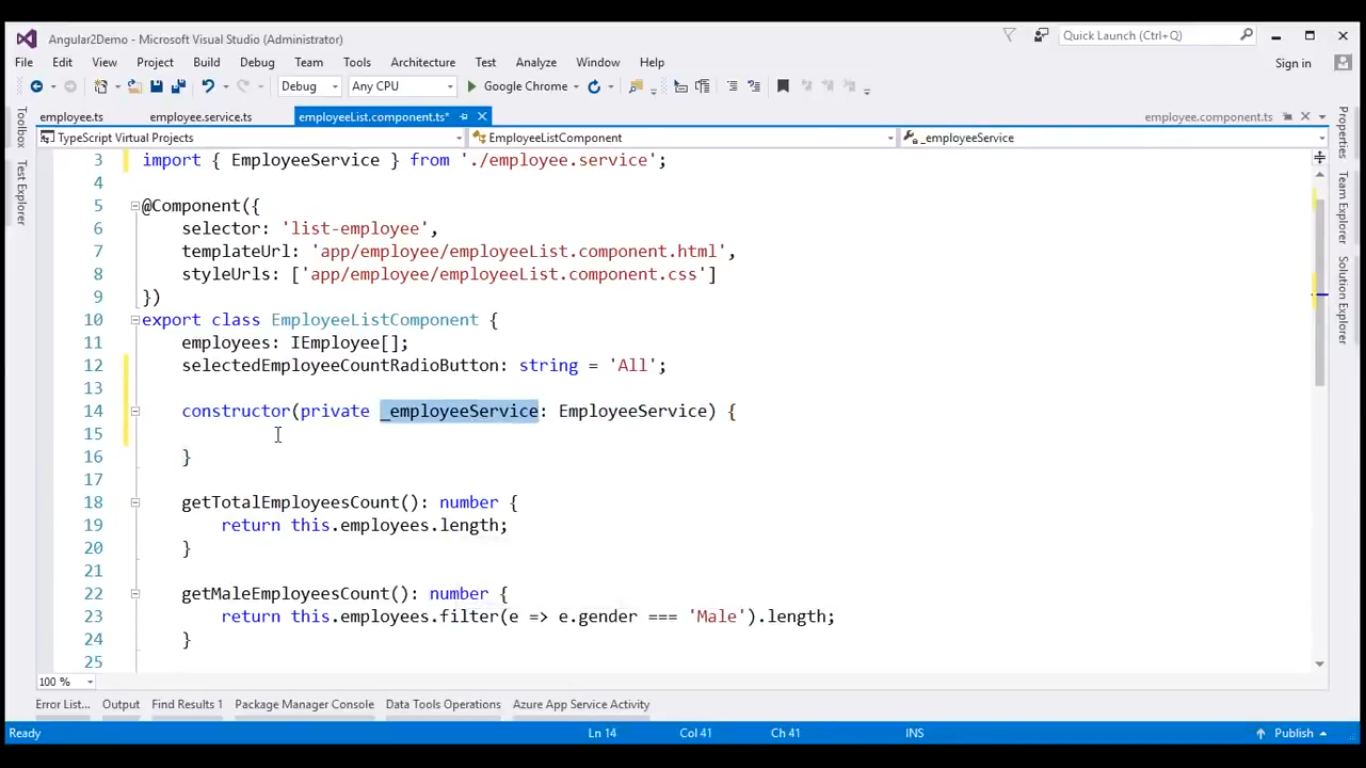 Angular2Demo - Microsoft Visual Studio (Administrator)
Quick Launch (Ctrl+Q)
File Edit View Project Build Debug Team Tools Architecture Test Analyze Window Help
Sign in
Debug Any CPU Google Chrome
employee.ts employee.service.ts employeeList.component.ts* employee.component.ts
TypeScript Virtual Projects EmployeeListComponent _employeeService
Toolbox
Test Explorer
Properties
Team Explorer
Solution Explorer
3 import { EmployeeService } from './employee.service';
4
5 @Component({
6 selector: 'list-employee',
7 templateUrl: 'app/employee/employeeList.component.html',
8 styleUrls: ['app/employee/employeeList.component.css']
9 })
10 export class EmployeeListComponent {
11 employees: IEmployee[];
12 selectedEmployeeCountRadioButton: string = 'All';
13
14 constructor(private _employeeService: EmployeeService) {
15
16 }
17
18 getTotalEmployeesCount(): number {
19 return this.employees.length;
20 }
21
22 getMaleEmployeesCount(): number {
23 return this.employees.filter(e => e.gender === 'Male').length;
24 }
25
100 %
Error List... Output Find Results 1 Package Manager Console Data Tools Operations Azure App Service Activity
Ready Ln 14 Col 41 Ch 41 INS Publish